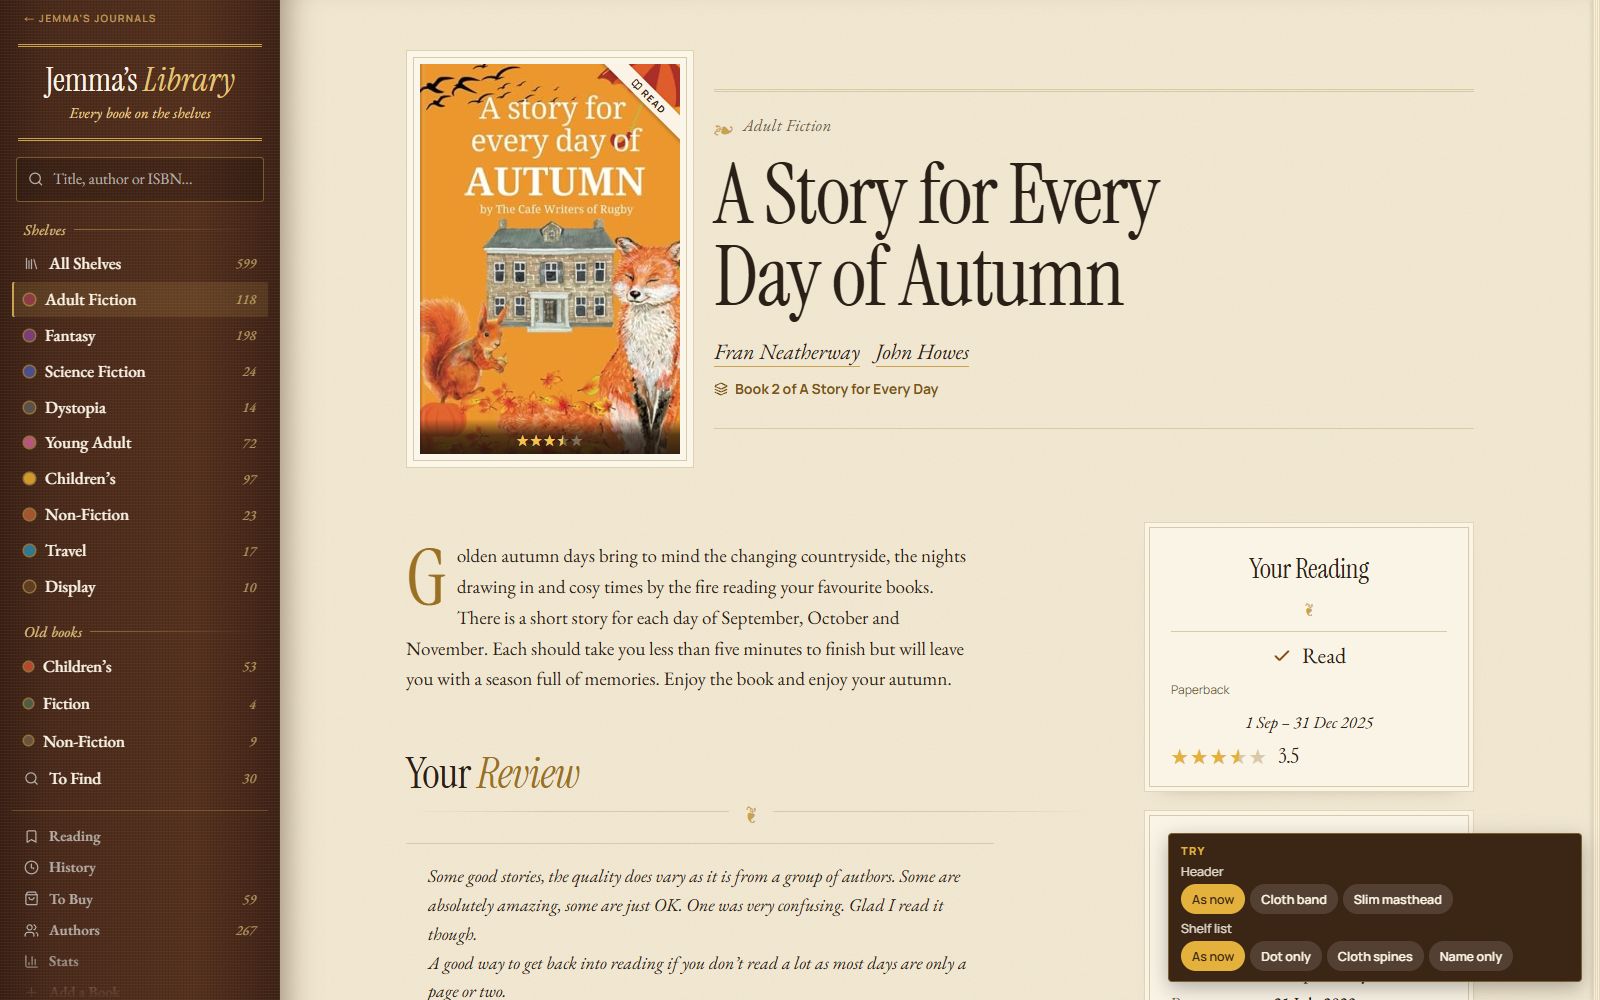 ← JEMMA'S JOURNALS
Jemma's Library
Every book on the shelves
Title, author or ISBN...
Shelves
All Shelves 599
Adult Fiction 118
Fantasy 198
Science Fiction 24
Dystopia 14
Young Adult 72
Children's 97
Non-Fiction 23
Travel 17
Display 10
Old books
Children's 53
Fiction 4
Non-Fiction 9
To Find 30
Reading
History
To Buy 59
Authors 267
Stats
+ Add a Book
READ
A story for
every day of
AUTUMN
by The Cafe Writers of Rugby
Adult Fiction
A Story for Every
Day of Autumn
Fran Neatherway John Howes
Book 2 of A Story for Every Day
Golden autumn days bring to mind the changing countryside, the nights
drawing in and cosy times by the fire reading your favourite books.
There is a short story for each day of September, October and
November. Each should take you less than five minutes to finish but will leave
you with a season full of memories. Enjoy the book and enjoy your autumn.
Your Review
Some good stories, the quality does vary as it is from a group of authors. Some are
absolutely amazing, some are just OK. One was very confusing. Glad I read it
though.
A good way to get back into reading if you don't read a lot as most days are only a
page or two.
Your Reading
Read
Paperback
1 Sep – 31 Dec 2025
3.5
TRY
Header
As now Cloth band Slim masthead
Shelf list
As now Dot only Cloth spines Name only